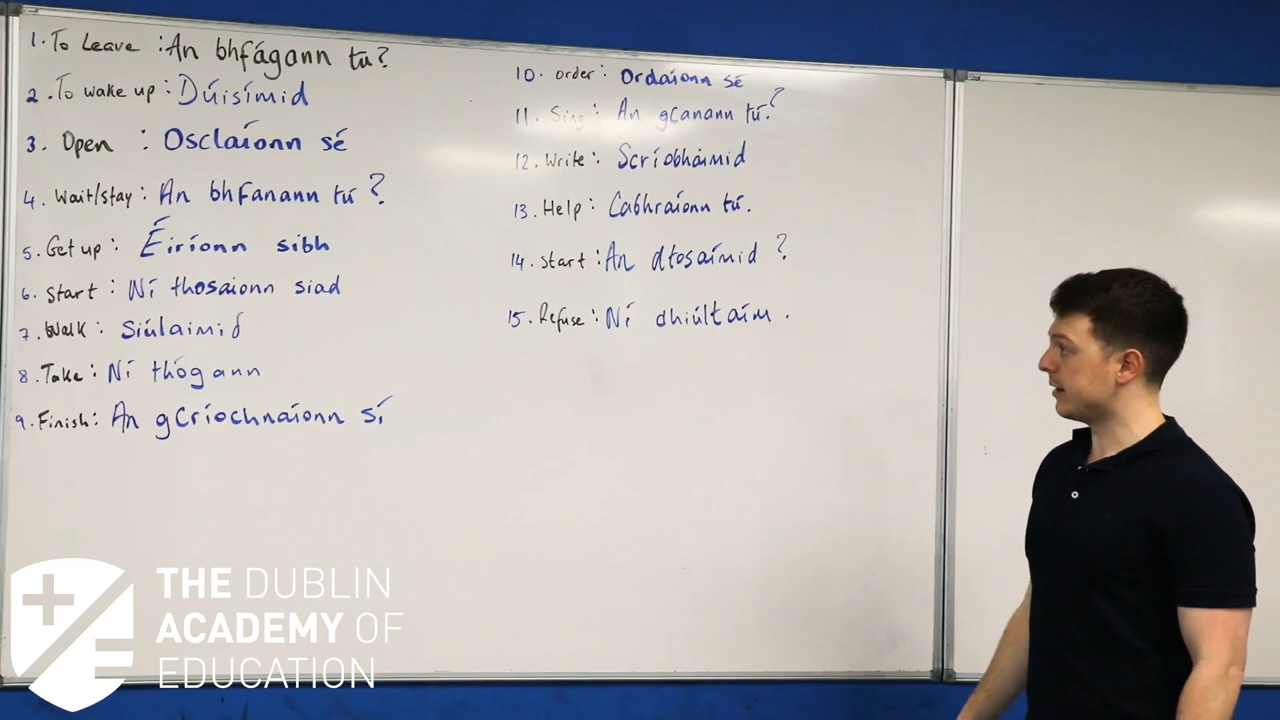 1. To Leave : An bhfágann tú?
2. To wake up : Dúisímid
3. Open : Osclaíonn sé
4. Wait/stay : An bhfanann tú ?
5. Get up : Éiríonn sibh
6. Start : Ní thosaíonn siad
7. Walk : Siúlaimid
8. Take : Ní thógann
9. Finish : An gCríochnaíonn sí
10. order : Ordaíonn sé
11. Sing : An gcanann tú ?
12. Write : Scríobhaimid
13. Help : Cabhraíonn tú.
14. Start : An dtosaímid ?
15. Refuse : Ní dhiúltaím .
THE DUBLIN
ACADEMY OF
EDUCATION